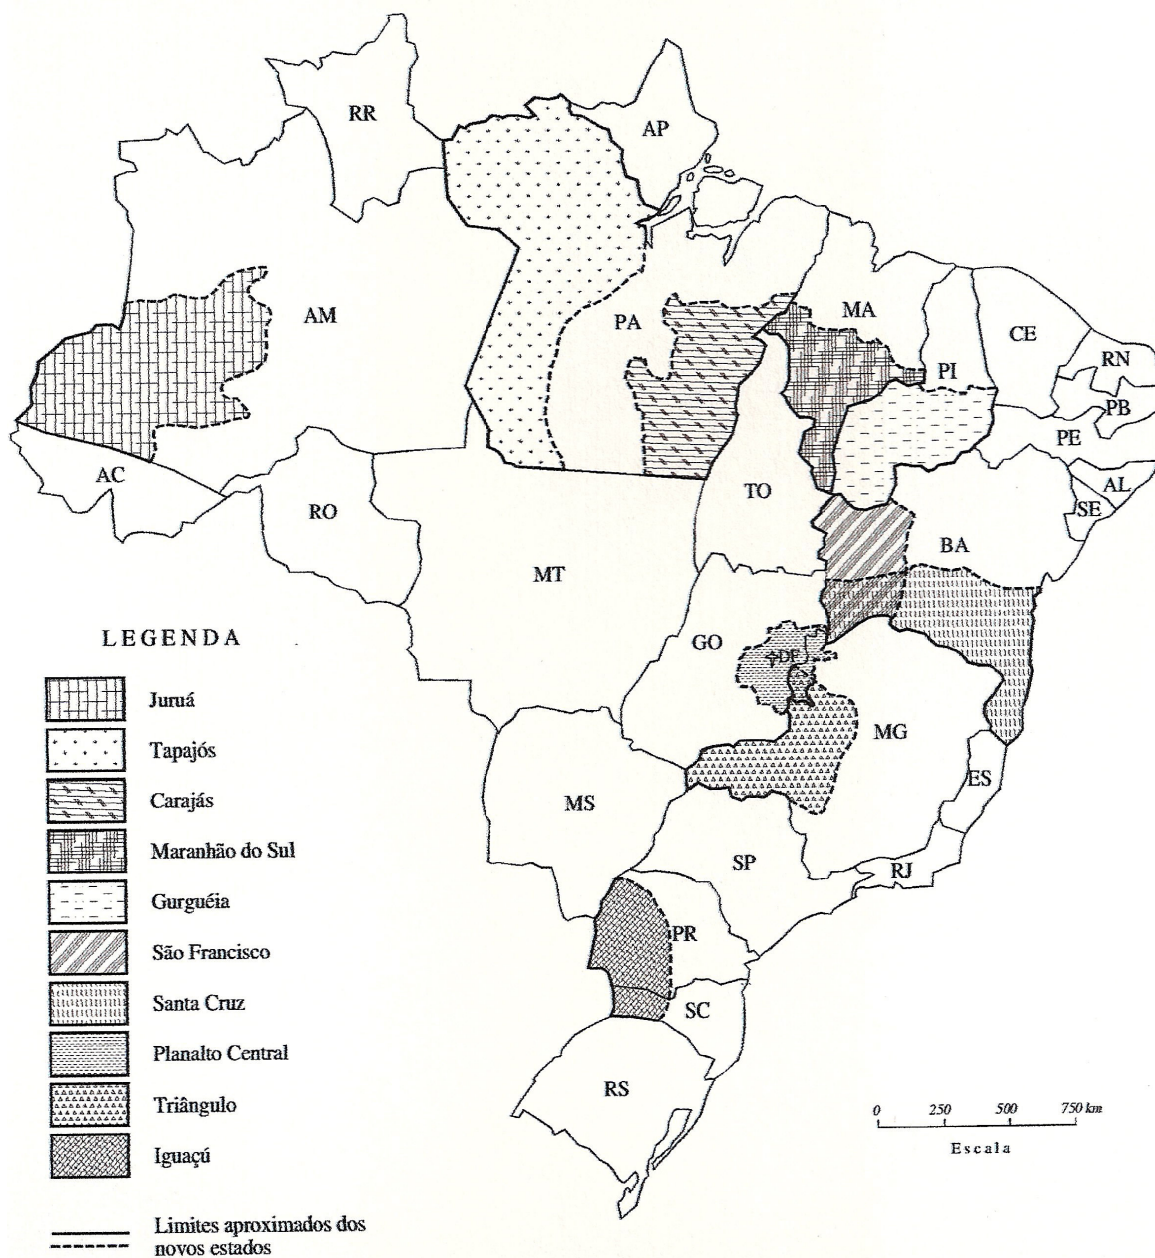 RR
AP
AM
PA
MA
CE
RN
PI
PB
PE
AC
TO
AL
SE
RO
BA
MT
GO
DF
MG
ES
MS
SP
RJ
PR
SC
RS
LEGENDA
Juruá
Tapajós
Carajás
Maranhão do Sul
Gurguéia
São Francisco
Santa Cruz
Planalto Central
Triângulo
Iguaçú
Limites aproximados dos
novos estados
0 250 500 750 km
Escala